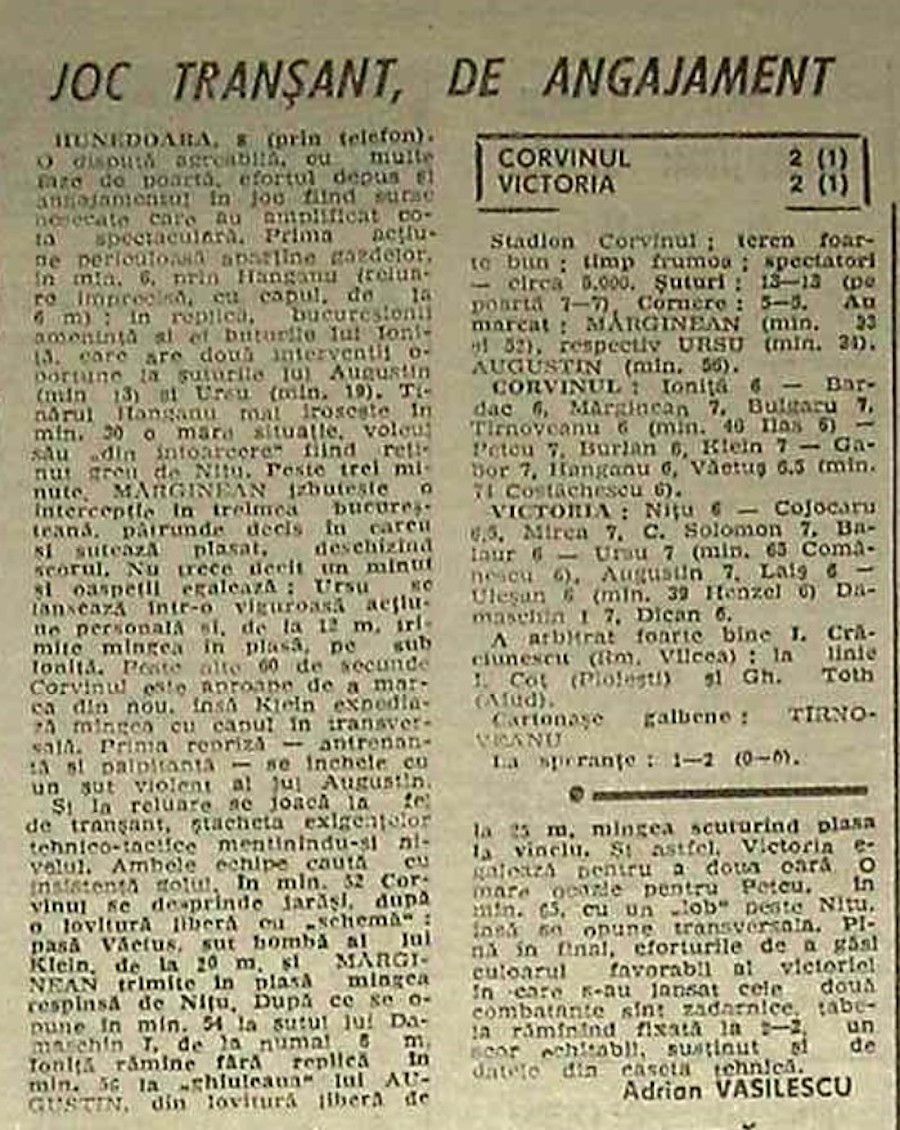 JOC TRANŞANT, DE ANGAJAMENT
HUNEDOARA, 8 (prin telefon).
O dispută agreabilă, cu multe
faze de poartă, efortul depus şi
angajamentul în joc fiind surse
nesecate care au amplificat co-
ta spectaculară. Prima acţiu-
ne periculoasă aparţine gazdelor,
în min. 6, prin Hanganu (relua-
re imprecisă, cu capul, de la
6 m) ; în replică, bucureştenii
ameninţă şi ei buturile lui Ioni-
ţă, care are două intervenţii o-
portune la şuturile lui Augustin
(min 13) şi Ursu (min. 19). Tî-
nărul Hanganu mai iroseşte în
min. 30 o mare situaţie, voleul
său „din întoarcere" fiind reţi-
nut greu de Niţu. Peste trei mi-
nute, MĂRGINEAN izbuteşte o
intercepţie în treimea bucureş-
teană, pătrunde decis în careu
şi şutează plasat, deschizînd
scorul. Nu trece decît un minut
şi oaspeţii egalează : Ursu se
lansează într-o viguroasă acţiu-
ne personală şi, de la 12 m, tri-
mite mingea în plasă, pe sub
Ioniţă. Peste alte 60 de secunde
Corvinul este aproape de a mar-
ca din nou, însă Klein expedia-
ză mingea cu capul în transver-
sală. Prima repriză — antrenan-
tă şi palpitantă — se încheie cu
un şut violent al lui Augustin.
Şi la reluare se joacă la fel
de tranşant, ştacheta exigenţelor
tehnico-tactice menţinîndu-şi ni-
velul. Ambele echipe caută cu
insistenţă golul. În min. 52 Cor-
vinul se desprinde iarăşi, după
o lovitură liberă cu „schemă" :
pasă Văetuş, şut bombă al lui
Klein, de la 20 m, şi MĂRGI-
NEAN trimite în plasă mingea
respinsă de Niţu. După ce se o-
pune în min. 54 la şutul lui Da-
maschin I, de la numai 6 m,
Ioniţă rămîne fără replică în
min. 56 la „ghiuleaua" lui AU-
GUSTIN, din lovitură liberă de
CORVINUL 2 (1)
VICTORIA 2 (1)
Stadion Corvinul ; teren foar-
te bun ; timp frumos ; spectatori
— circa 5.000. Şuturi : 13—13 (pe
poartă 7—7). Cornere : 5—5. Au
marcat : MĂRGINEAN (min. 33
şi 52), respectiv URSU (min. 34),
AUGUSTIN (min. 56).
CORVINUL : Ioniţă 6 — Bar-
dac 6, Mărginean 7, Bulgaru 7,
Tîrnoveanu 6 (min. 46 Ilas 6) —
Petcu 7, Burlan 6, Klein 7 — Ga-
bor 7, Hanganu 6, Văetuş 6,5 (min.
71 Costăchescu 6).
VICTORIA : Niţu 6 — Cojocaru
6,5, Mirea 7, C. Solomon 7, Ba-
laur 6 — Ursu 7 (min. 65 Comă-
nescu 6), Augustin 7, Laiş 6 —
Uleşan 6 (min. 39 Henzel 6) Da-
maschin I 7, Dican 6.
A arbitrat foarte bine I. Cră-
ciunescu (Rm. Vîlcea) ; la linie
I. Coţ (Ploieşti) şi Gh. Toth
(Aiud).
Cartonaşe galbene : TÎRNO-
VEANU
La speranţe : 1—2 (0—0).
la 25 m, mingea scuturînd plasa
la vinclu. Şi astfel, Victoria e-
galează pentru a doua oară O
mare ocazie pentru Petcu, în
min. 65, cu un „lob" peste Niţu,
însă se opune transversala. Pî-
nă în final, eforturile de a găsi
culoarul favorabil al victoriei
în care s-au lansat cele două
combatante sînt zadarnice, tabe-
la rămînînd fixată la 2—2, un
scor echitabil, susţinut şi de
datele din caseta tehnică.
Adrian VASILESCU